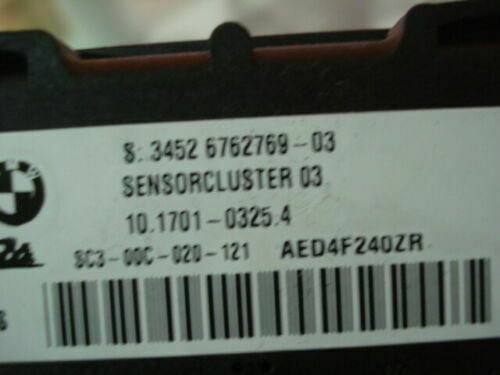 S: 3452 6762769-03
SENSORCLUSTER 03
10.1701-0325.4
SC3-00C-020-121 AED4F240ZR